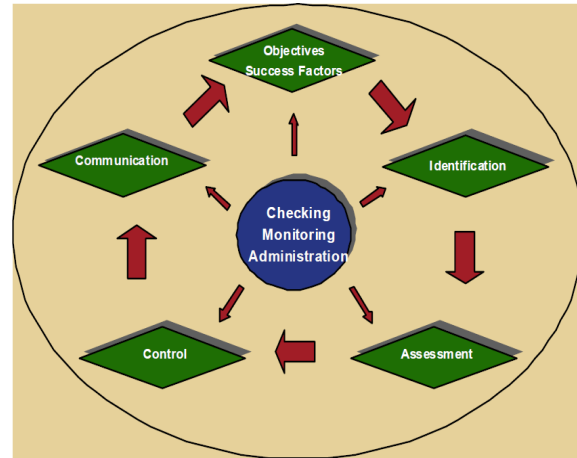 Objectives
Success Factors
Communication
Identification
Checking
Monitoring
Administration
Control
Assessment